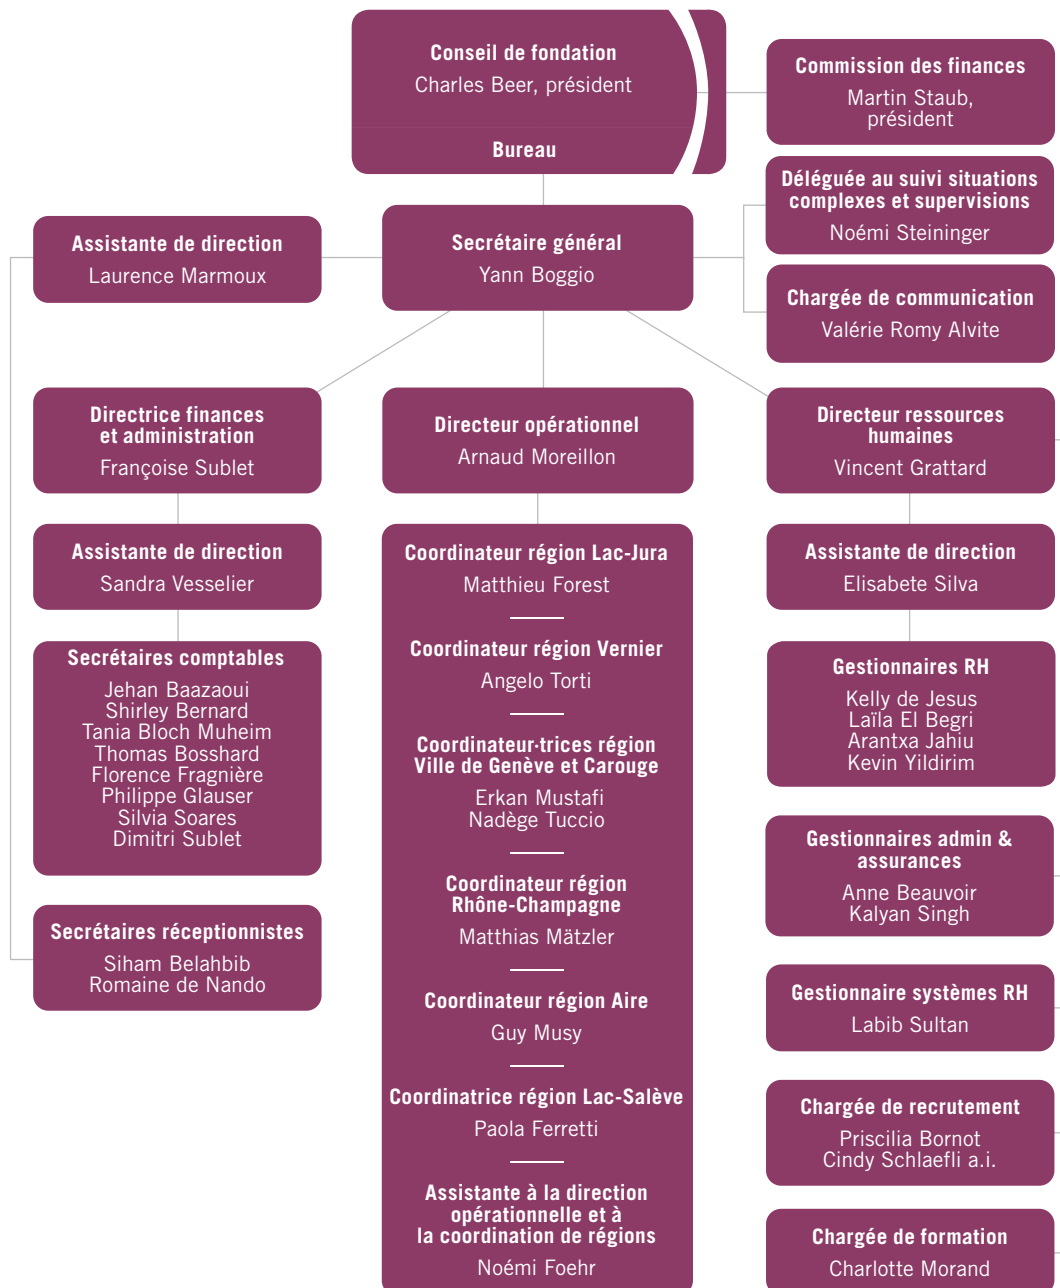 Conseil de fondation
Charles Beer, président
Bureau
Commission des finances
Martin Staub,
président
Déléguée au suivi situations
complexes et supervisions
Noémi Steininger
Assistante de direction
Laurence Marmoux
Secrétaire général
Yann Boggio
Chargée de communication
Valérie Romy Alvite
Directrice finances
et administration
Françoise Sublet
Directeur opérationnel
Arnaud Moreillon
Directeur ressources
humaines
Vincent Grattard
Assistante de direction
Sandra Vesselier
Secrétaires comptables
Jehan Baazaoui
Shirley Bernard
Tania Bloch Muheim
Thomas Bosshard
Florence Fragnière
Philippe Glauser
Silvia Soares
Dimitri Sublet
Secrétaires réceptionnistes
Siham Belahbib
Romaine de Nando
Coordinateur région Lac-Jura
Matthieu Forest
Coordinateur région Vernier
Angelo Torti
Coordinateur·trices région
Ville de Genève et Carouge
Erkan Mustafi
Nadège Tuccio
Coordinateur région
Rhône-Champagne
Matthias Mätzler
Coordinateur région Aire
Guy Musy
Coordinatrice région Lac-Salève
Paola Ferretti
Assistante à la direction
opérationnelle et à
la coordination de régions
Noémi Foehr
Assistante de direction
Elisabete Silva
Gestionnaires RH
Kelly de Jesus
Laïla El Begri
Arantxa Jahiu
Kevin Yildirim
Gestionnaires admin &
assurances
Anne Beauvoir
Kalyan Singh
Gestionnaire systèmes RH
Labib Sultan
Chargée de recrutement
Priscilia Bornot
Cindy Schlaefli a.i.
Chargée de formation
Charlotte Morand